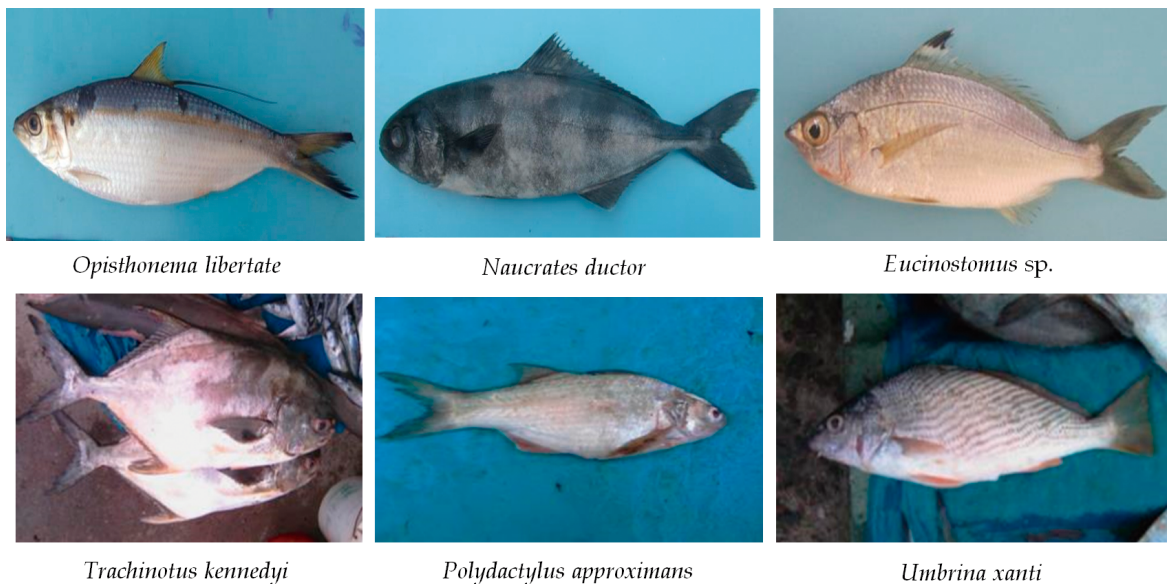 Opisthonema libertate
Naucrates ductor
Eucinostomus sp.
Trachinotus kennedyi
Polydactylus approximans
Umbrina xanti